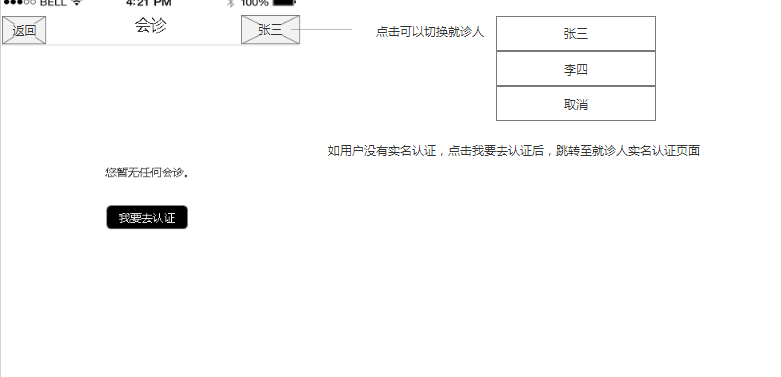 BELL 4:21 PM 100%
返回 会诊 张三
点击可以切换就诊人
张三
李四
取消
如用户没有实名认证，点击我要去认证后，跳转至就诊人实名认证页面
您暂无任何会诊。
我要去认证